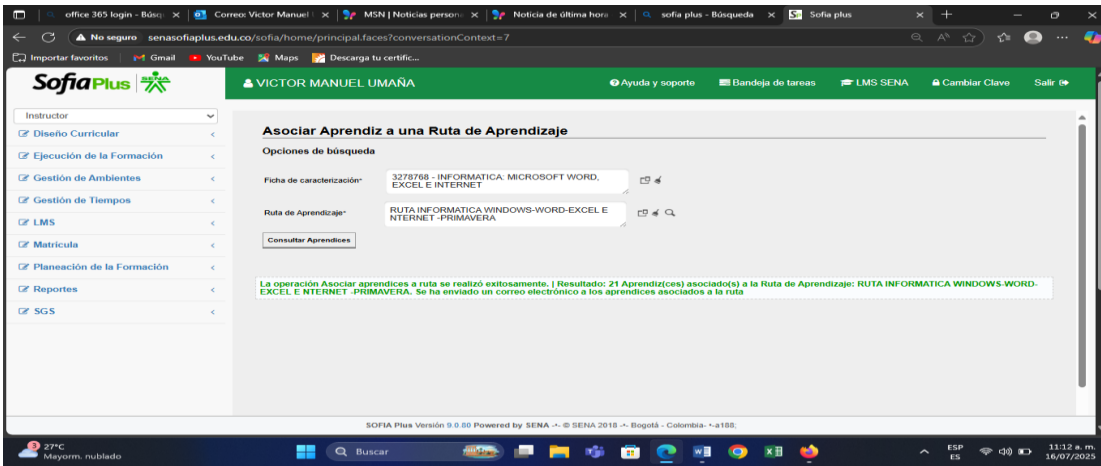 office 365 login - Búsq
Correo: Victor Manuel
MSN | Noticias person
Noticia de última hora
sofia plus - Búsqueda
Sofia plus
No seguro
senasofiaplus.edu.co/sofia/home/principal.faces?conversationContext=7
Importar favoritos
Gmail
YouTube
Maps
Descarga tu certific...
Sofia Plus
SENA
VICTOR MANUEL UMAÑA
Ayuda y soporte
Bandeja de tareas
LMS SENA
Cambiar Clave
Salir
Instructor
Diseño Curricular
Ejecución de la Formación
Gestión de Ambientes
Gestión de Tiempos
LMS
Matricula
Planeación de la Formación
Reportes
SGS
Asociar Aprendiz a una Ruta de Aprendizaje
Opciones de búsqueda
Ficha de caracterización*
3278768 - INFORMATICA: MICROSOFT WORD,
EXCEL E INTERNET
Ruta de Aprendizaje*
RUTA INFORMATICA WINDOWS-WORD-EXCEL E
NTERNET -PRIMAVERA
Consultar Aprendices
La operación Asociar aprendices a ruta se realizó exitosamente. | Resultado: 21 Aprendiz(ces) asociado(s) a la Ruta de Aprendizaje: RUTA INFORMATICA WINDOWS-WORD-
EXCEL E NTERNET -PRIMAVERA. Se ha enviado un correo electrónico a los aprendices asociados a la ruta
SOFIA Plus Versión 9.0.80 Powered by SENA -•- © SENA 2018 -•- Bogotá - Colombia- •-a188;
3
27°C
Mayorm. nublado
Buscar
ESP
ES
11:12 a. m.
16/07/2025